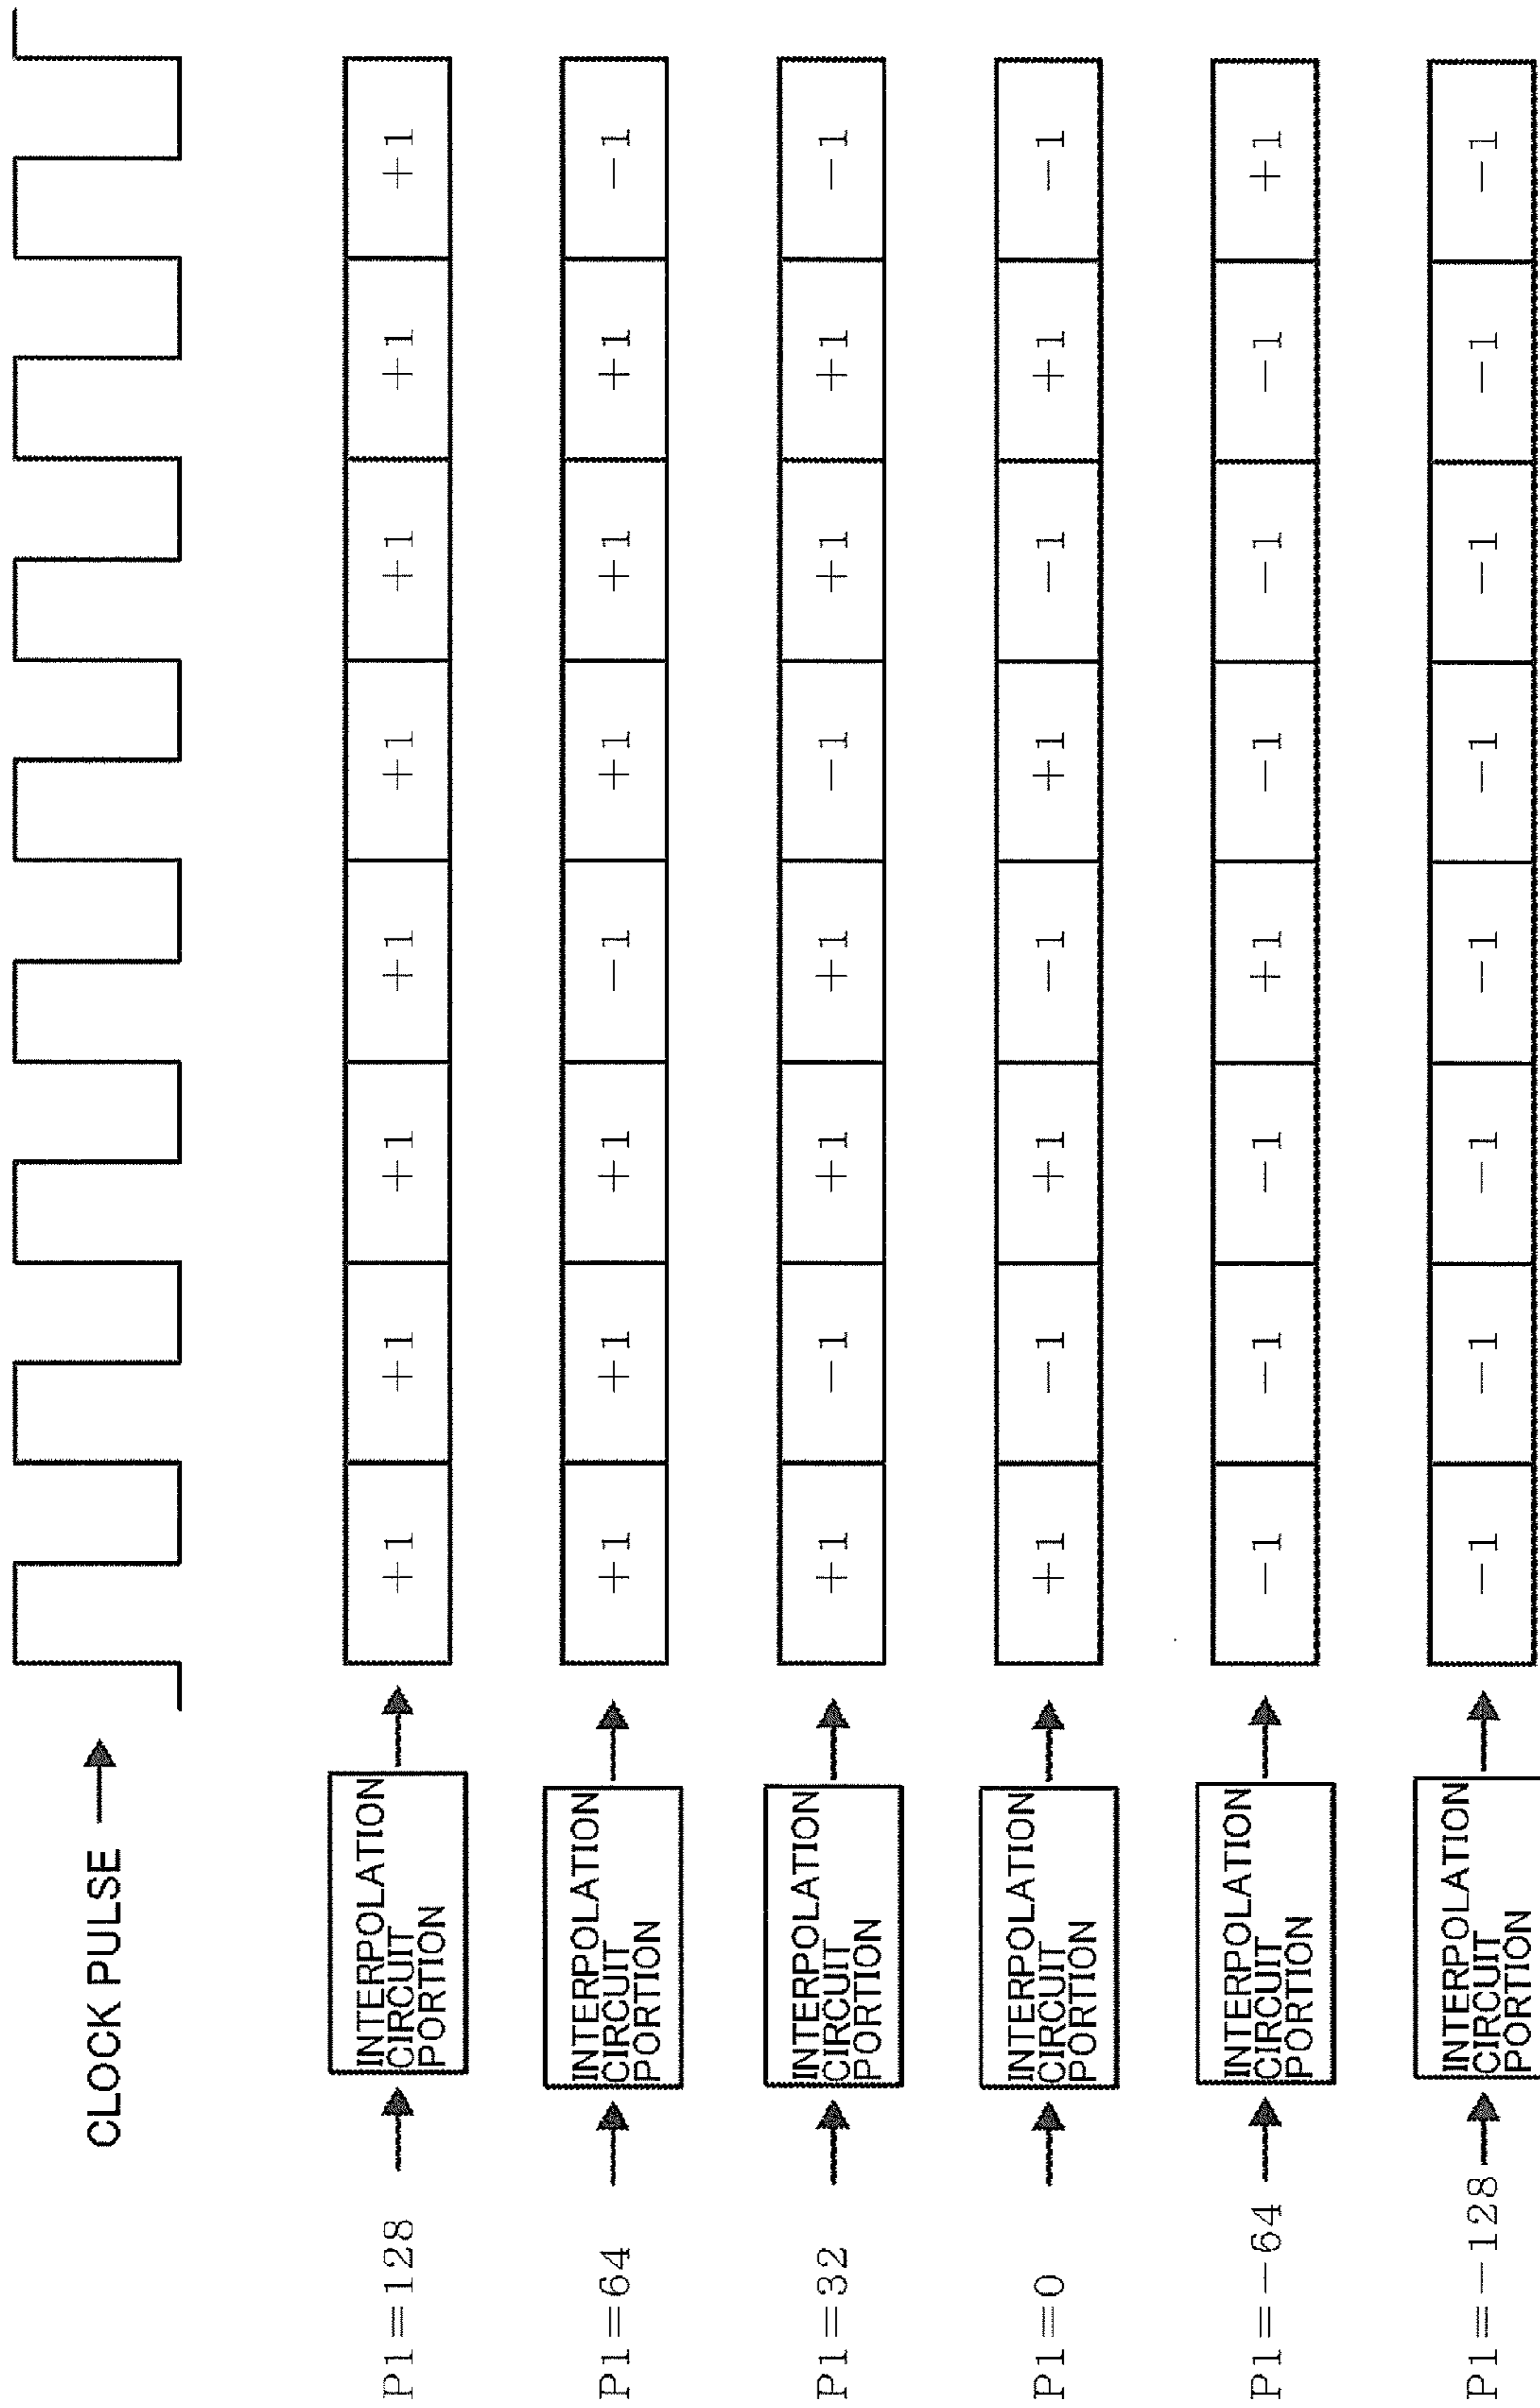 CLOCK PULSE
P1=128
INTERPOLATION
CIRCUIT
PORTION
+1 +1 +1 +1 +1 +1 +1 +1
P1=64
INTERPOLATION
CIRCUIT
PORTION
+1 +1 +1 −1 +1 +1 +1 −1
P1=32
INTERPOLATION
CIRCUIT
PORTION
+1 −1 +1 +1 −1 +1 +1 −1
P1=0
INTERPOLATION
CIRCUIT
PORTION
+1 −1 +1 −1 +1 −1 +1 −1
P1=−64
INTERPOLATION
CIRCUIT
PORTION
−1 −1 −1 +1 −1 −1 −1 +1
P1=−128
INTERPOLATION
CIRCUIT
PORTION
−1 −1 −1 −1 −1 −1 −1 −1